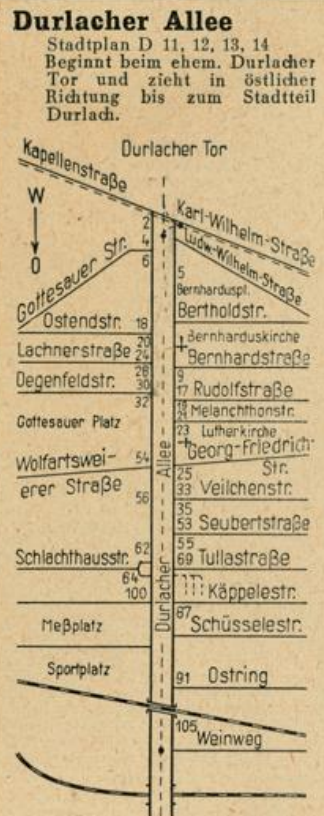 Durlacher Allee
Stadtplan D 11, 12, 13, 14
Beginnt beim ehem. Durlacher
Tor und zieht in östlicher
Richtung bis zum Stadtteil
Durlach.
Durlacher Tor
Kapellenstraße
Karl-Wilhelm-Straße
Ludw.-Wilhelm-Straße
W
O
2
4
6
Gottesauer Str.
5
Bernharduspl.
Bertholdstr.
Ostendstr. 18
Bernharduskirche
20
Lachnerstraße 24
Bernhardstraße
28
Degenfeldstr. 30
9
17 Rudolfstraße
32
Melanchthonstr.
Gottesauer Platz
23 Lutherkirche
Georg-Friedrich-
Str.
Wolfartswei-
erer Straße
54
56
25
33 Veilchenstr.
35
53 Seubertstraße
Schlachthausstr. 62
64
100
55
69 Tullastraße
Käppelestr.
Meßplatz
87
Schüsselestr.
Sportplatz
91 Ostring
105
Weinweg
Durlacher Allee